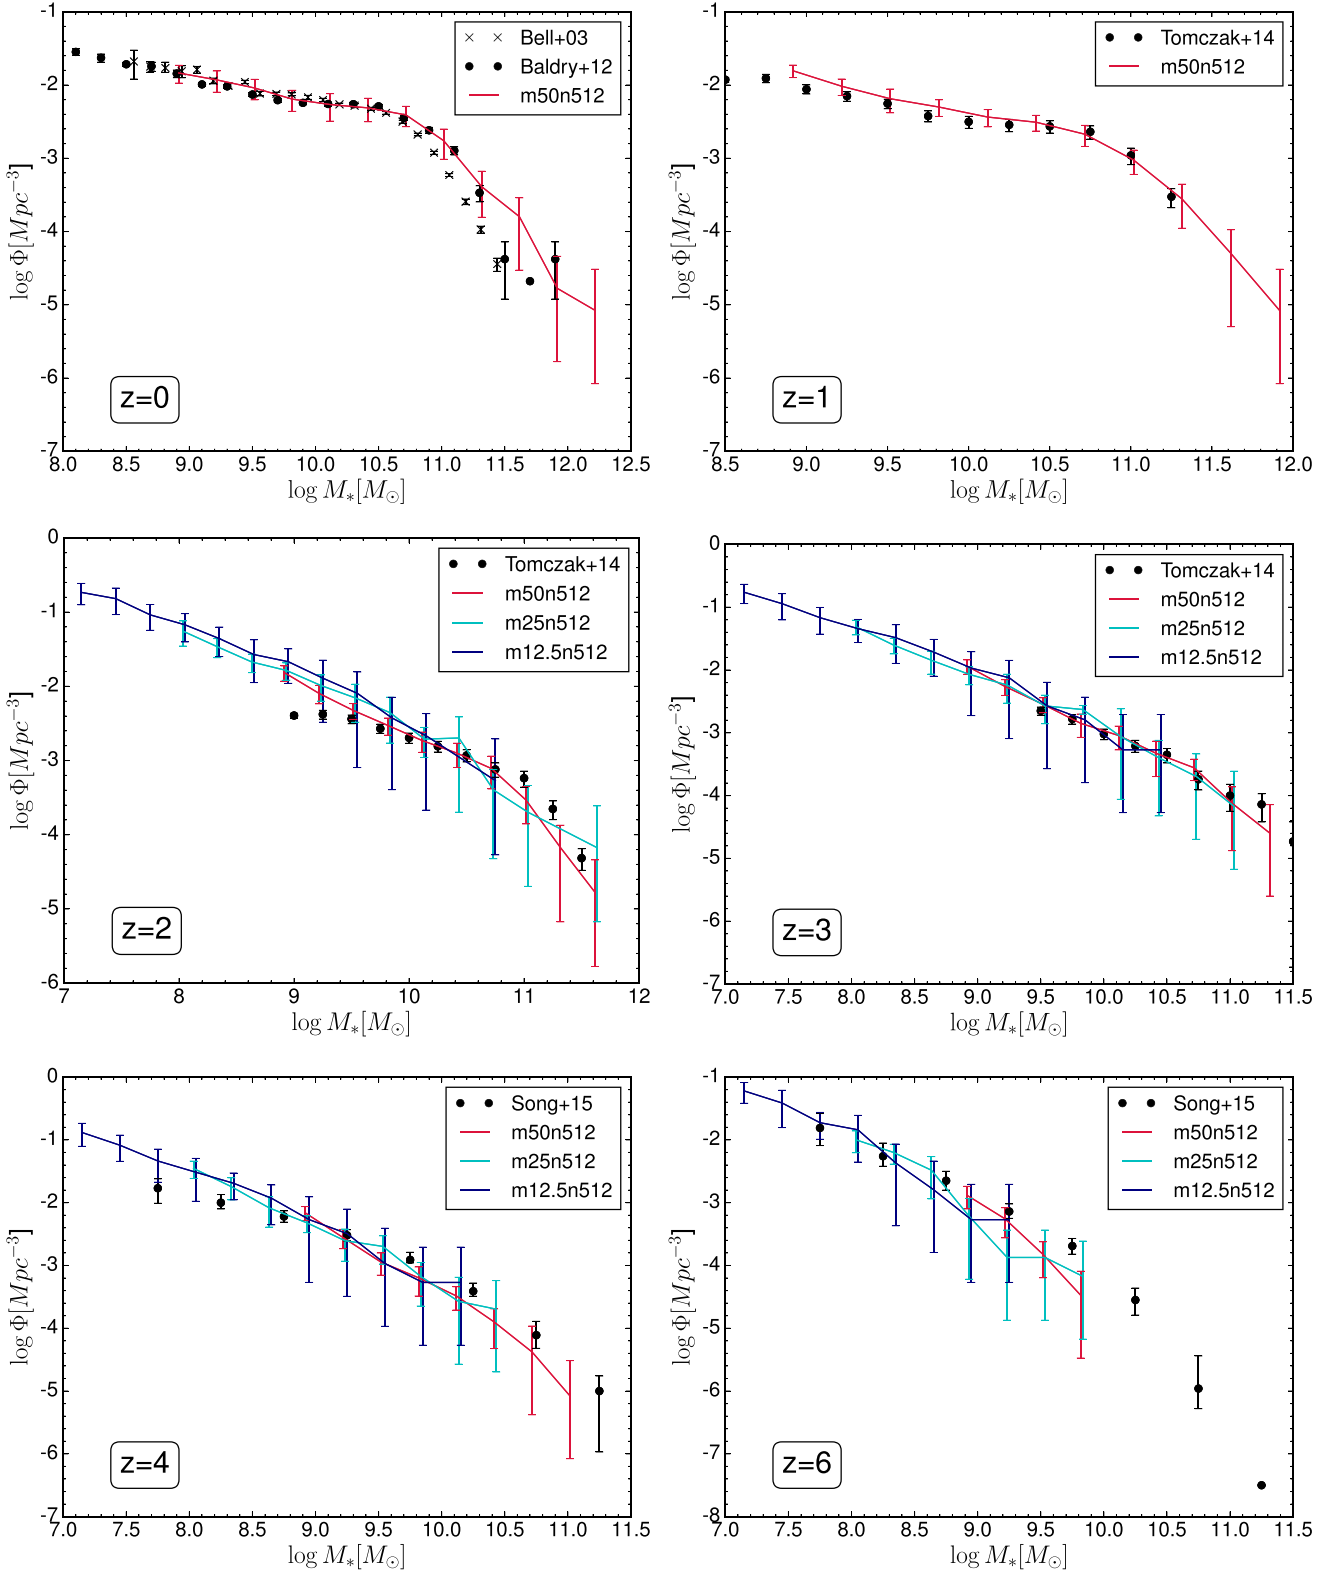 -1
-2
-3
-4
-5
-6
-7
log Φ[Mpc⁻³]
Bell+03
Baldry+12
m50n512
z=0
8.0 8.5 9.0 9.5 10.0 10.5 11.0 11.5 12.0 12.5
log M*[M⊙]
-1
-2
-3
-4
-5
-6
-7
log Φ[Mpc⁻³]
Tomczak+14
m50n512
z=1
8.5 9.0 9.5 10.0 10.5 11.0 11.5 12.0
log M*[M⊙]
0
-1
-2
-3
-4
-5
-6
log Φ[Mpc⁻³]
Tomczak+14
m50n512
m25n512
m12.5n512
z=2
7 8 9 10 11 12
log M*[M⊙]
0
-1
-2
-3
-4
-5
-6
-7
log Φ[Mpc⁻³]
Tomczak+14
m50n512
m25n512
m12.5n512
z=3
7.0 7.5 8.0 8.5 9.0 9.5 10.0 10.5 11.0 11.5
log M*[M⊙]
0
-1
-2
-3
-4
-5
-6
-7
log Φ[Mpc⁻³]
Song+15
m50n512
m25n512
m12.5n512
z=4
7.0 7.5 8.0 8.5 9.0 9.5 10.0 10.5 11.0 11.5
log M*[M⊙]
-1
-2
-3
-4
-5
-6
-7
-8
log Φ[Mpc⁻³]
Song+15
m50n512
m25n512
m12.5n512
z=6
7.0 7.5 8.0 8.5 9.0 9.5 10.0 10.5 11.0 11.5
log M*[M⊙]